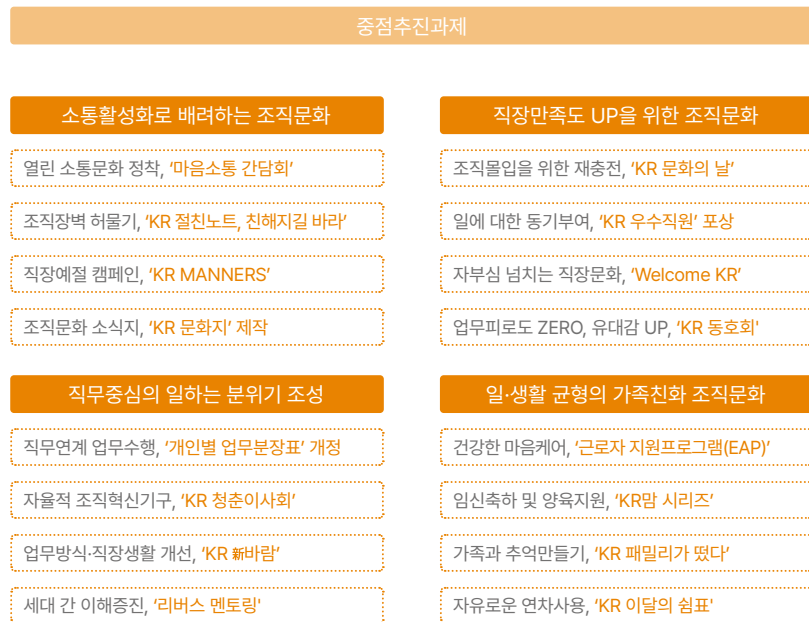 중점추진과제
소통활성화로 배려하는 조직문화
열린 소통문화 정착, ‘마음소통 간담회’
조직장벽 허물기, ‘KR 절친노트, 친해지길 바라’
직장예절 캠페인, ‘KR MANNERS’
조직문화 소식지, ‘KR 문화지’ 제작
직장만족도 UP을 위한 조직문화
조직몰입을 위한 재충전, ‘KR 문화의 날’
일에 대한 동기부여, ‘KR 우수직원’ 포상
자부심 넘치는 직장문화, ‘Welcome KR’
업무피로도 ZERO, 유대감 UP, ‘KR 동호회'
직무중심의 일하는 분위기 조성
직무연계 업무수행, ‘개인별 업무분장표’ 개정
자율적 조직혁신기구, ‘KR 청춘이사회’
업무방식·직장생활 개선, ‘KR 新바람’
세대 간 이해증진, ‘리버스 멘토링'
일·생활 균형의 가족친화 조직문화
건강한 마음케어, ‘근로자 지원프로그램(EAP)’
임신축하 및 양육지원, ‘KR맘 시리즈’
가족과 추억만들기, ‘KR 패밀리가 떴다’
자유로운 연차사용, ‘KR 이달의 쉼표'